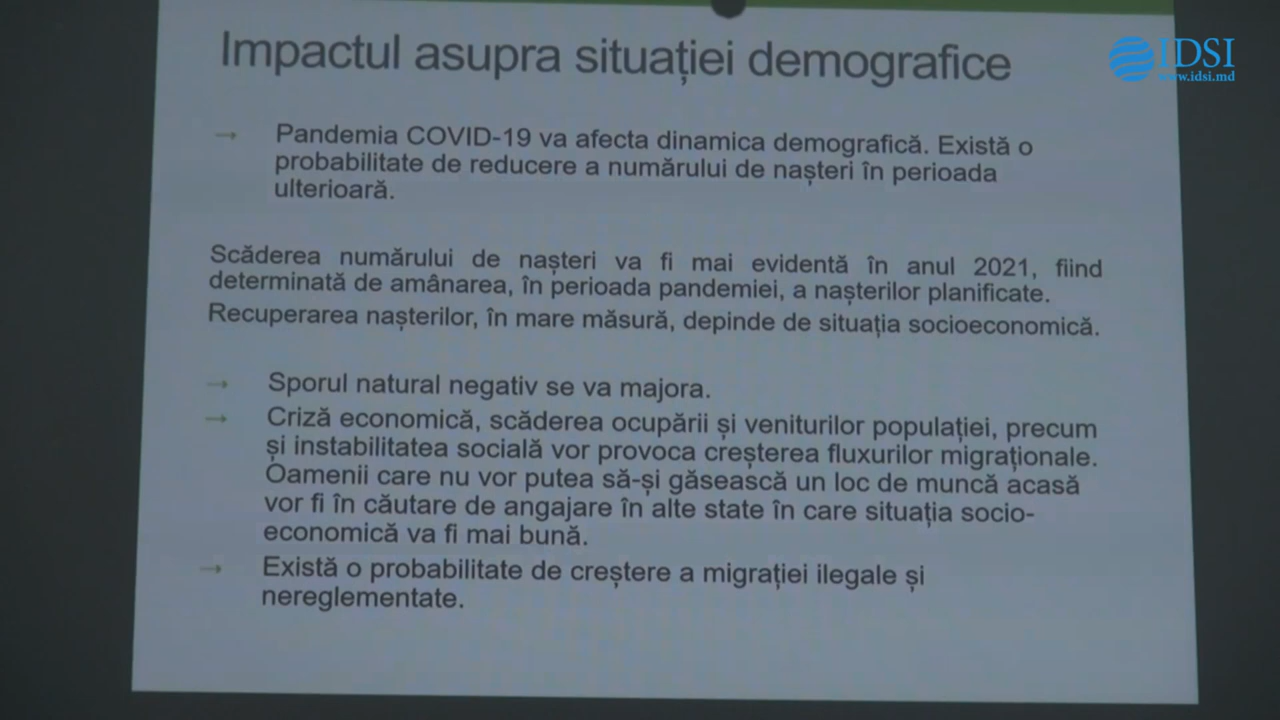 Impactul asupra situației demografice
IDSI
www.idsi.md
→ Pandemia COVID-19 va afecta dinamica demografică. Există o
probabilitate de reducere a numărului de nașteri în perioada
ulterioară.
Scăderea numărului de nașteri va fi mai evidentă în anul 2021, fiind
determinată de amânarea, în perioada pandemiei, a nașterilor planificate.
Recuperarea nașterilor, în mare măsură, depinde de situația socioeconomică.
→ Sporul natural negativ se va majora.
→ Criză economică, scăderea ocupării și veniturilor populației, precum
și instabilitatea socială vor provoca creșterea fluxurilor migraționale.
Oamenii care nu vor putea să-și găsească un loc de muncă acasă
vor fi în căutare de angajare în alte state în care situația socio-
economică va fi mai bună.
→ Există o probabilitate de creștere a migrației ilegale și
nereglementate.